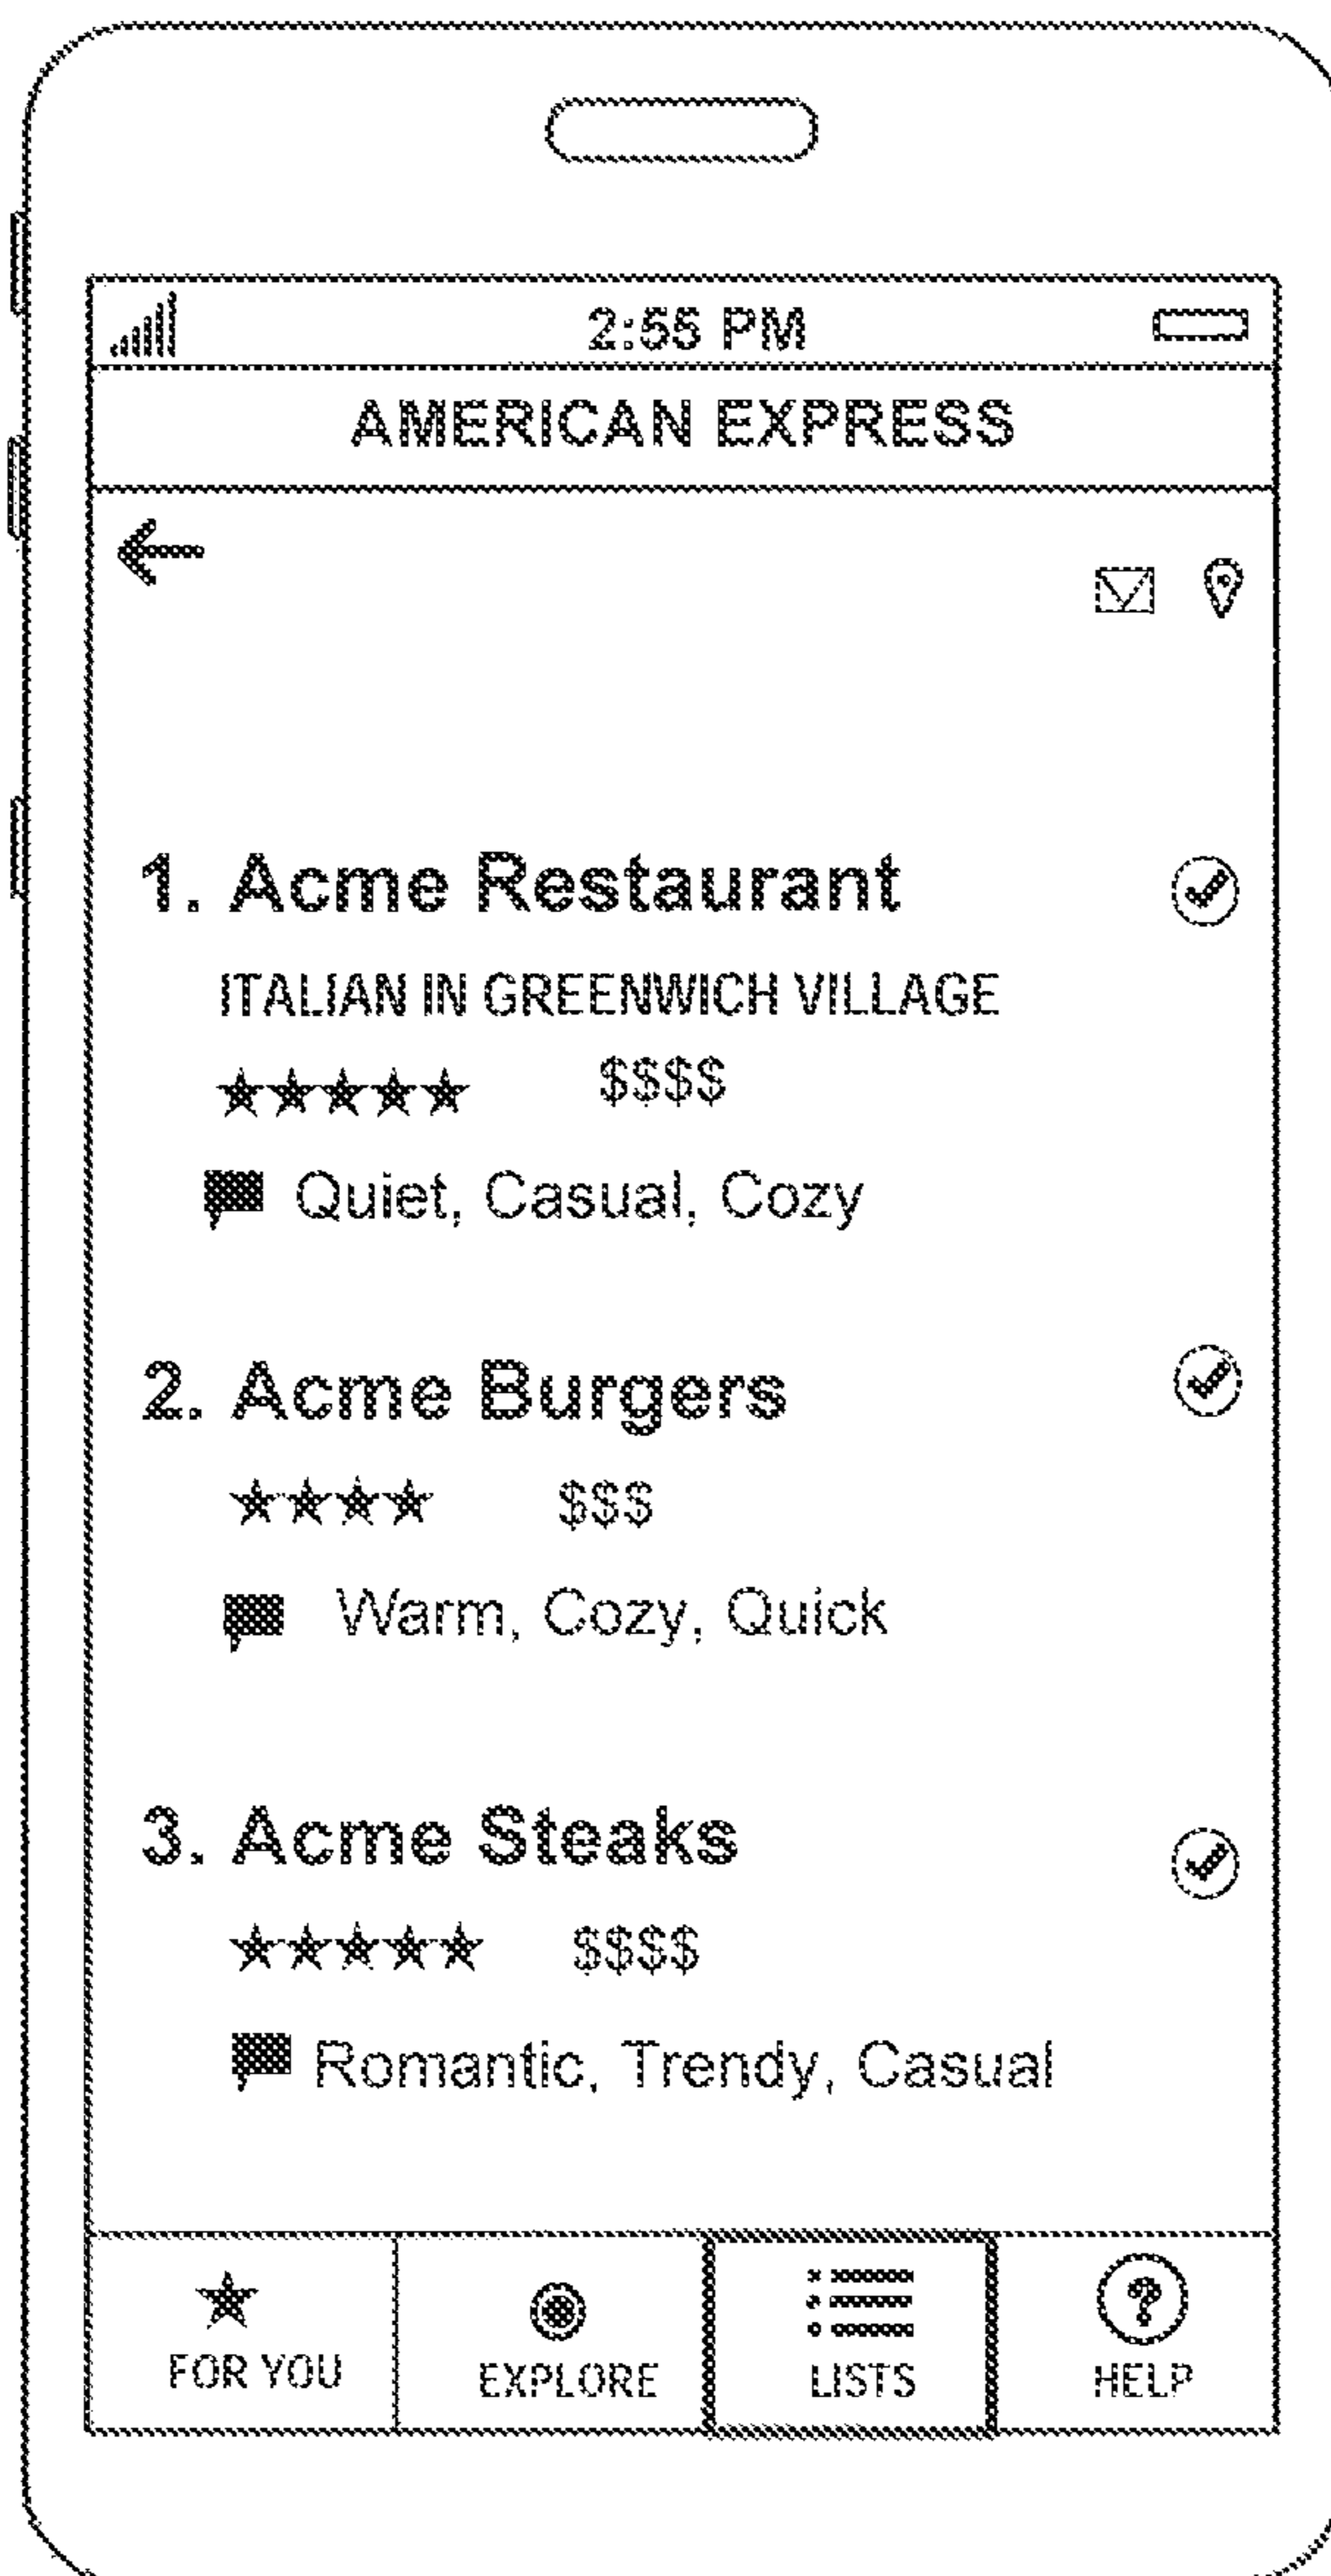 2:55 PM
AMERICAN EXPRESS
1. Acme Restaurant
ITALIAN IN GREENWICH VILLAGE
★★★★★ $$$$
Quiet, Casual, Cozy
2. Acme Burgers
★★★★ $$$
Warm, Cozy, Quick
3. Acme Steaks
★★★★★ $$$$
Romantic, Trendy, Casual
FOR YOU EXPLORE LISTS HELP